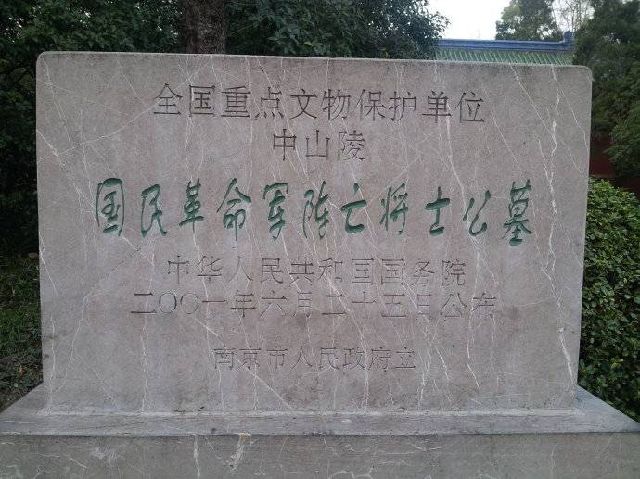 全国重点文物保护单位
中山陵
国民革命军阵亡将士公墓
中华人民共和国国务院
二〇〇一年六月二十五日公布
南京市人民政府立